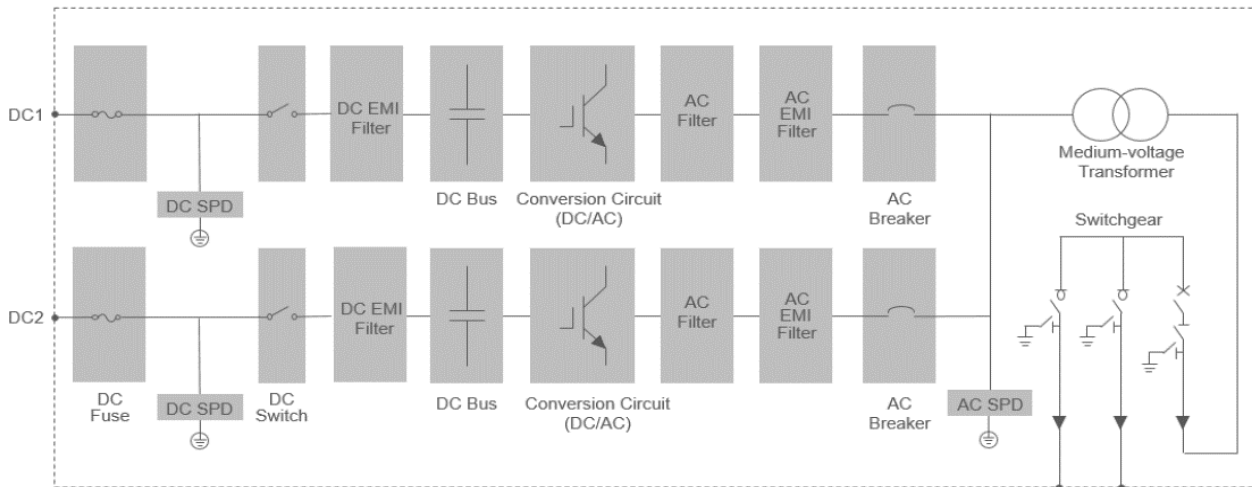 DC1
DC EMI
Filter
AC
Filter
AC
EMI
Filter
DC SPD
DC Bus
Conversion Circuit
(DC/AC)
AC
Breaker
Medium-voltage
Transformer
Switchgear
DC2
DC EMI
Filter
AC
Filter
AC
EMI
Filter
DC
Fuse
DC SPD
DC
Switch
DC Bus
Conversion Circuit
(DC/AC)
AC
Breaker
AC SPD